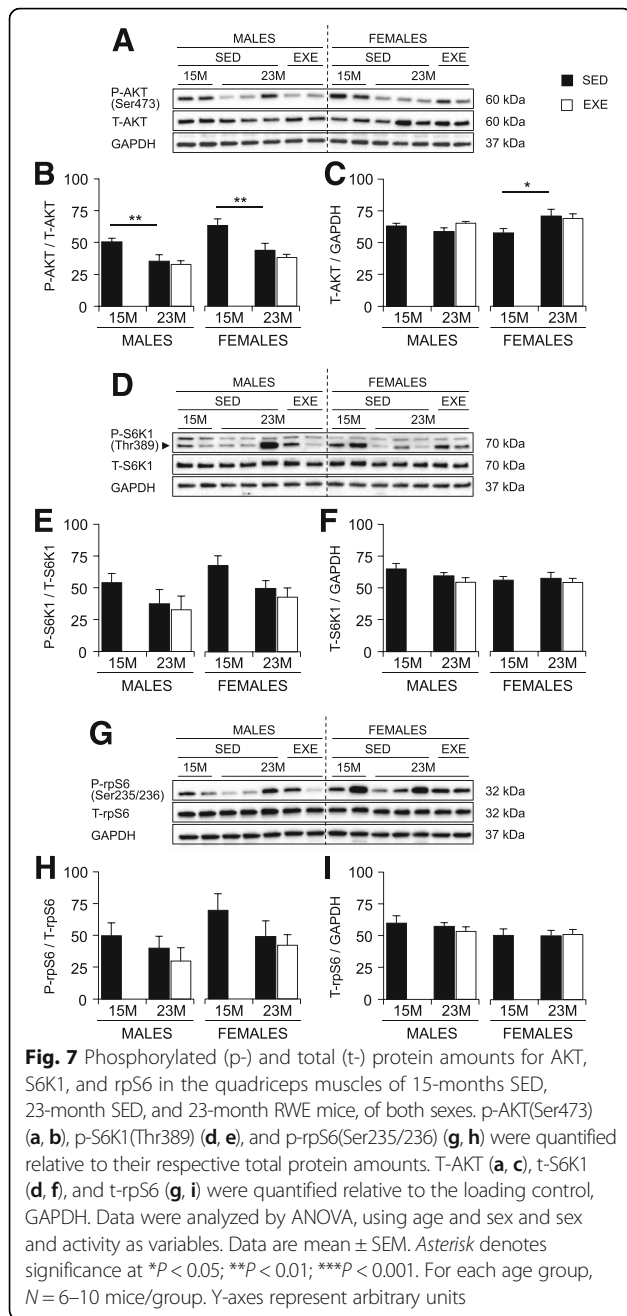 A
MALES FEMALES
SED EXE SED EXE
15M 23M 15M 23M
P-AKT
(Ser473)
60 kDa
T-AKT 60 kDa
GAPDH 37 kDa
SED
EXE
B
100
75
50
25
0
P-AKT / T-AKT
** **
15M 23M 15M 23M
MALES FEMALES
C
100
75
50
25
0
T-AKT / GAPDH
*
15M 23M 15M 23M
MALES FEMALES
D
MALES FEMALES
SED EXE SED EXE
15M 23M 15M 23M
P-S6K1
(Thr389)
70 kDa
T-S6K1 70 kDa
GAPDH 37 kDa
E
100
75
50
25
0
P-S6K1 / T-S6K1
15M 23M 15M 23M
MALES FEMALES
F
100
75
50
25
0
T-S6K1 / GAPDH
15M 23M 15M 23M
MALES FEMALES
G
MALES FEMALES
SED EXE SED EXE
15M 23M 15M 23M
P-rpS6
(Ser235/236)
32 kDa
T-rpS6 32 kDa
GAPDH 37 kDa
H
100
75
50
25
0
P-rpS6 / T-rpS6
15M 23M 15M 23M
MALES FEMALES
I
100
75
50
25
0
T-rpS6 / GAPDH
15M 23M 15M 23M
MALES FEMALES
Fig. 7 Phosphorylated (p-) and total (t-) protein amounts for AKT,
S6K1, and rpS6 in the quadriceps muscles of 15-months SED,
23-month SED, and 23-month RWE mice, of both sexes. p-AKT(Ser473)
(a, b), p-S6K1(Thr389) (d, e), and p-rpS6(Ser235/236) (g, h) were quantified
relative to their respective total protein amounts. T-AKT (a, c), t-S6K1
(d, f), and t-rpS6 (g, i) were quantified relative to the loading control,
GAPDH. Data were analyzed by ANOVA, using age and sex and sex
and activity as variables. Data are mean ± SEM. Asterisk denotes
significance at *P < 0.05; **P < 0.01; ***P < 0.001. For each age group,
N = 6–10 mice/group. Y-axes represent arbitrary units